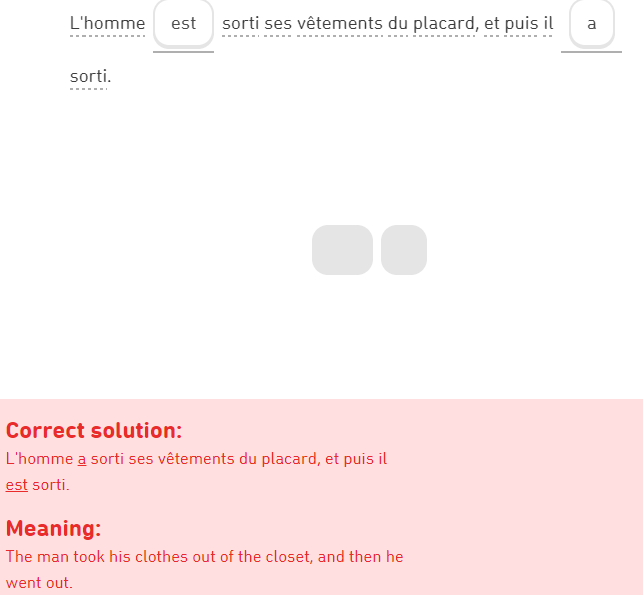 L'homme est sorti ses vêtements du placard, et puis il a
sorti.
Correct solution:
L'homme a sorti ses vêtements du placard, et puis il
est sorti.
Meaning:
The man took his clothes out of the closet, and then he
went out.